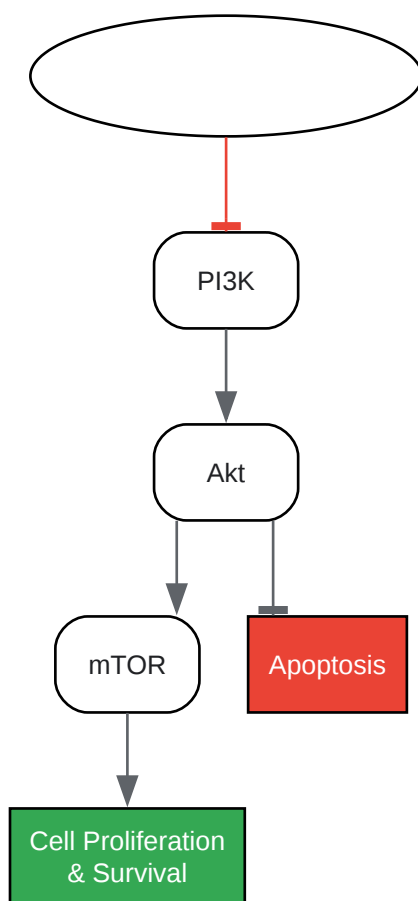 PI3K
Akt
mTOR
Apoptosis
Cell Proliferation
& Survival